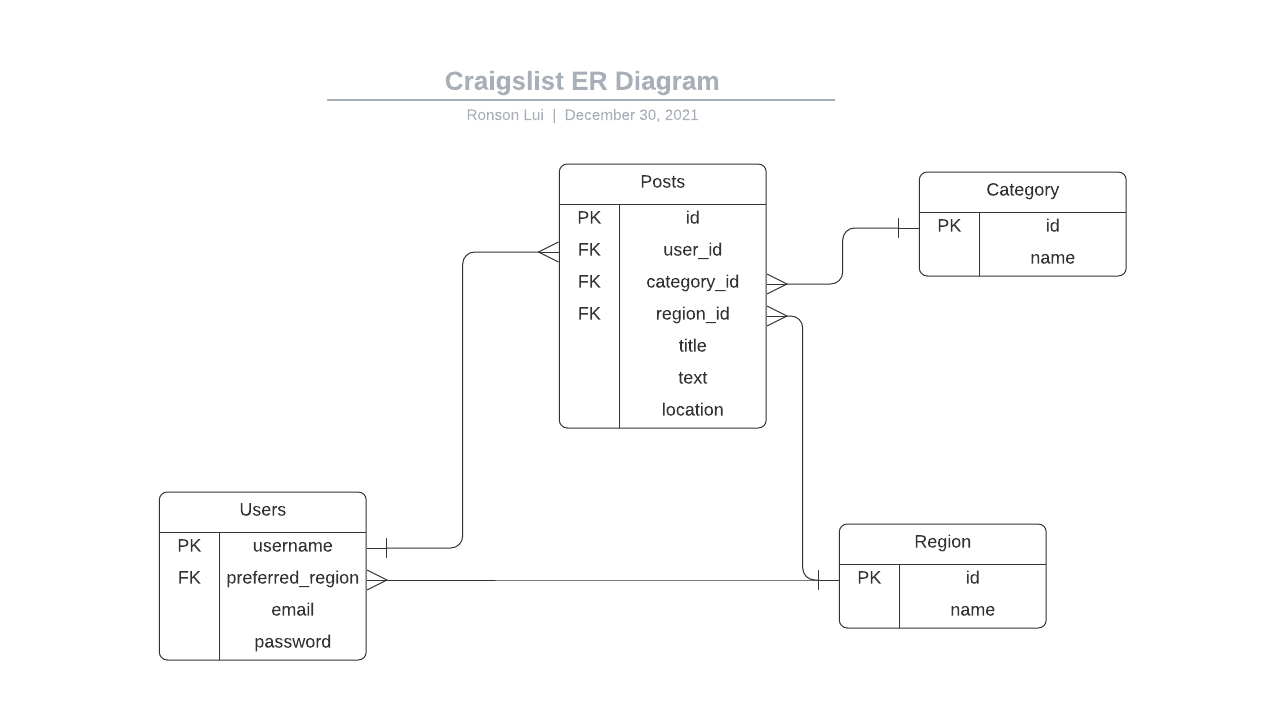 Craigslist ER Diagram
Ronson Lui | December 30, 2021
Posts
PK id
FK user_id
FK category_id
FK region_id
title
text
location
Category
PK id
name
Users
PK username
FK preferred_region
email
password
Region
PK id
name